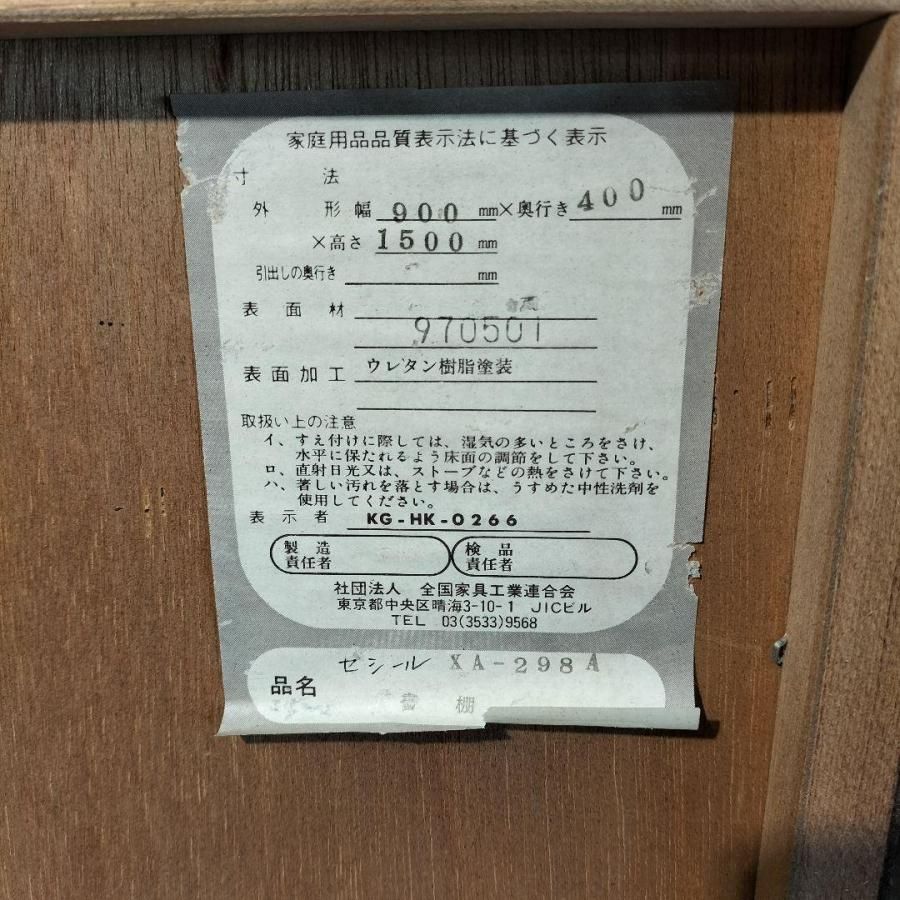 家庭用品品質表示法に基づく表示
寸法
外形 幅 900 mm×奥行き 400 mm
×高さ 1500 mm
引出しの奥行き mm
表面材
970501
表面加工 ウレタン樹脂塗装
取扱い上の注意
イ、すえ付けに際しては、湿気の多いところをさけ、
水平に保たれるよう床面の調節をして下さい。
ロ、直射日光又は、ストーブなどの熱をさけて下さい。
ハ、著しい汚れを落とす場合は、うすめた中性洗剤を
使用してください。
表示者 KG-HK-0266
製造 検品
責任者 責任者
社団法人 全国家具工業連合会
東京都中央区晴海3-10-1 JICビル
TEL 03(3533)9568
セシール XA-298A
品名
書棚